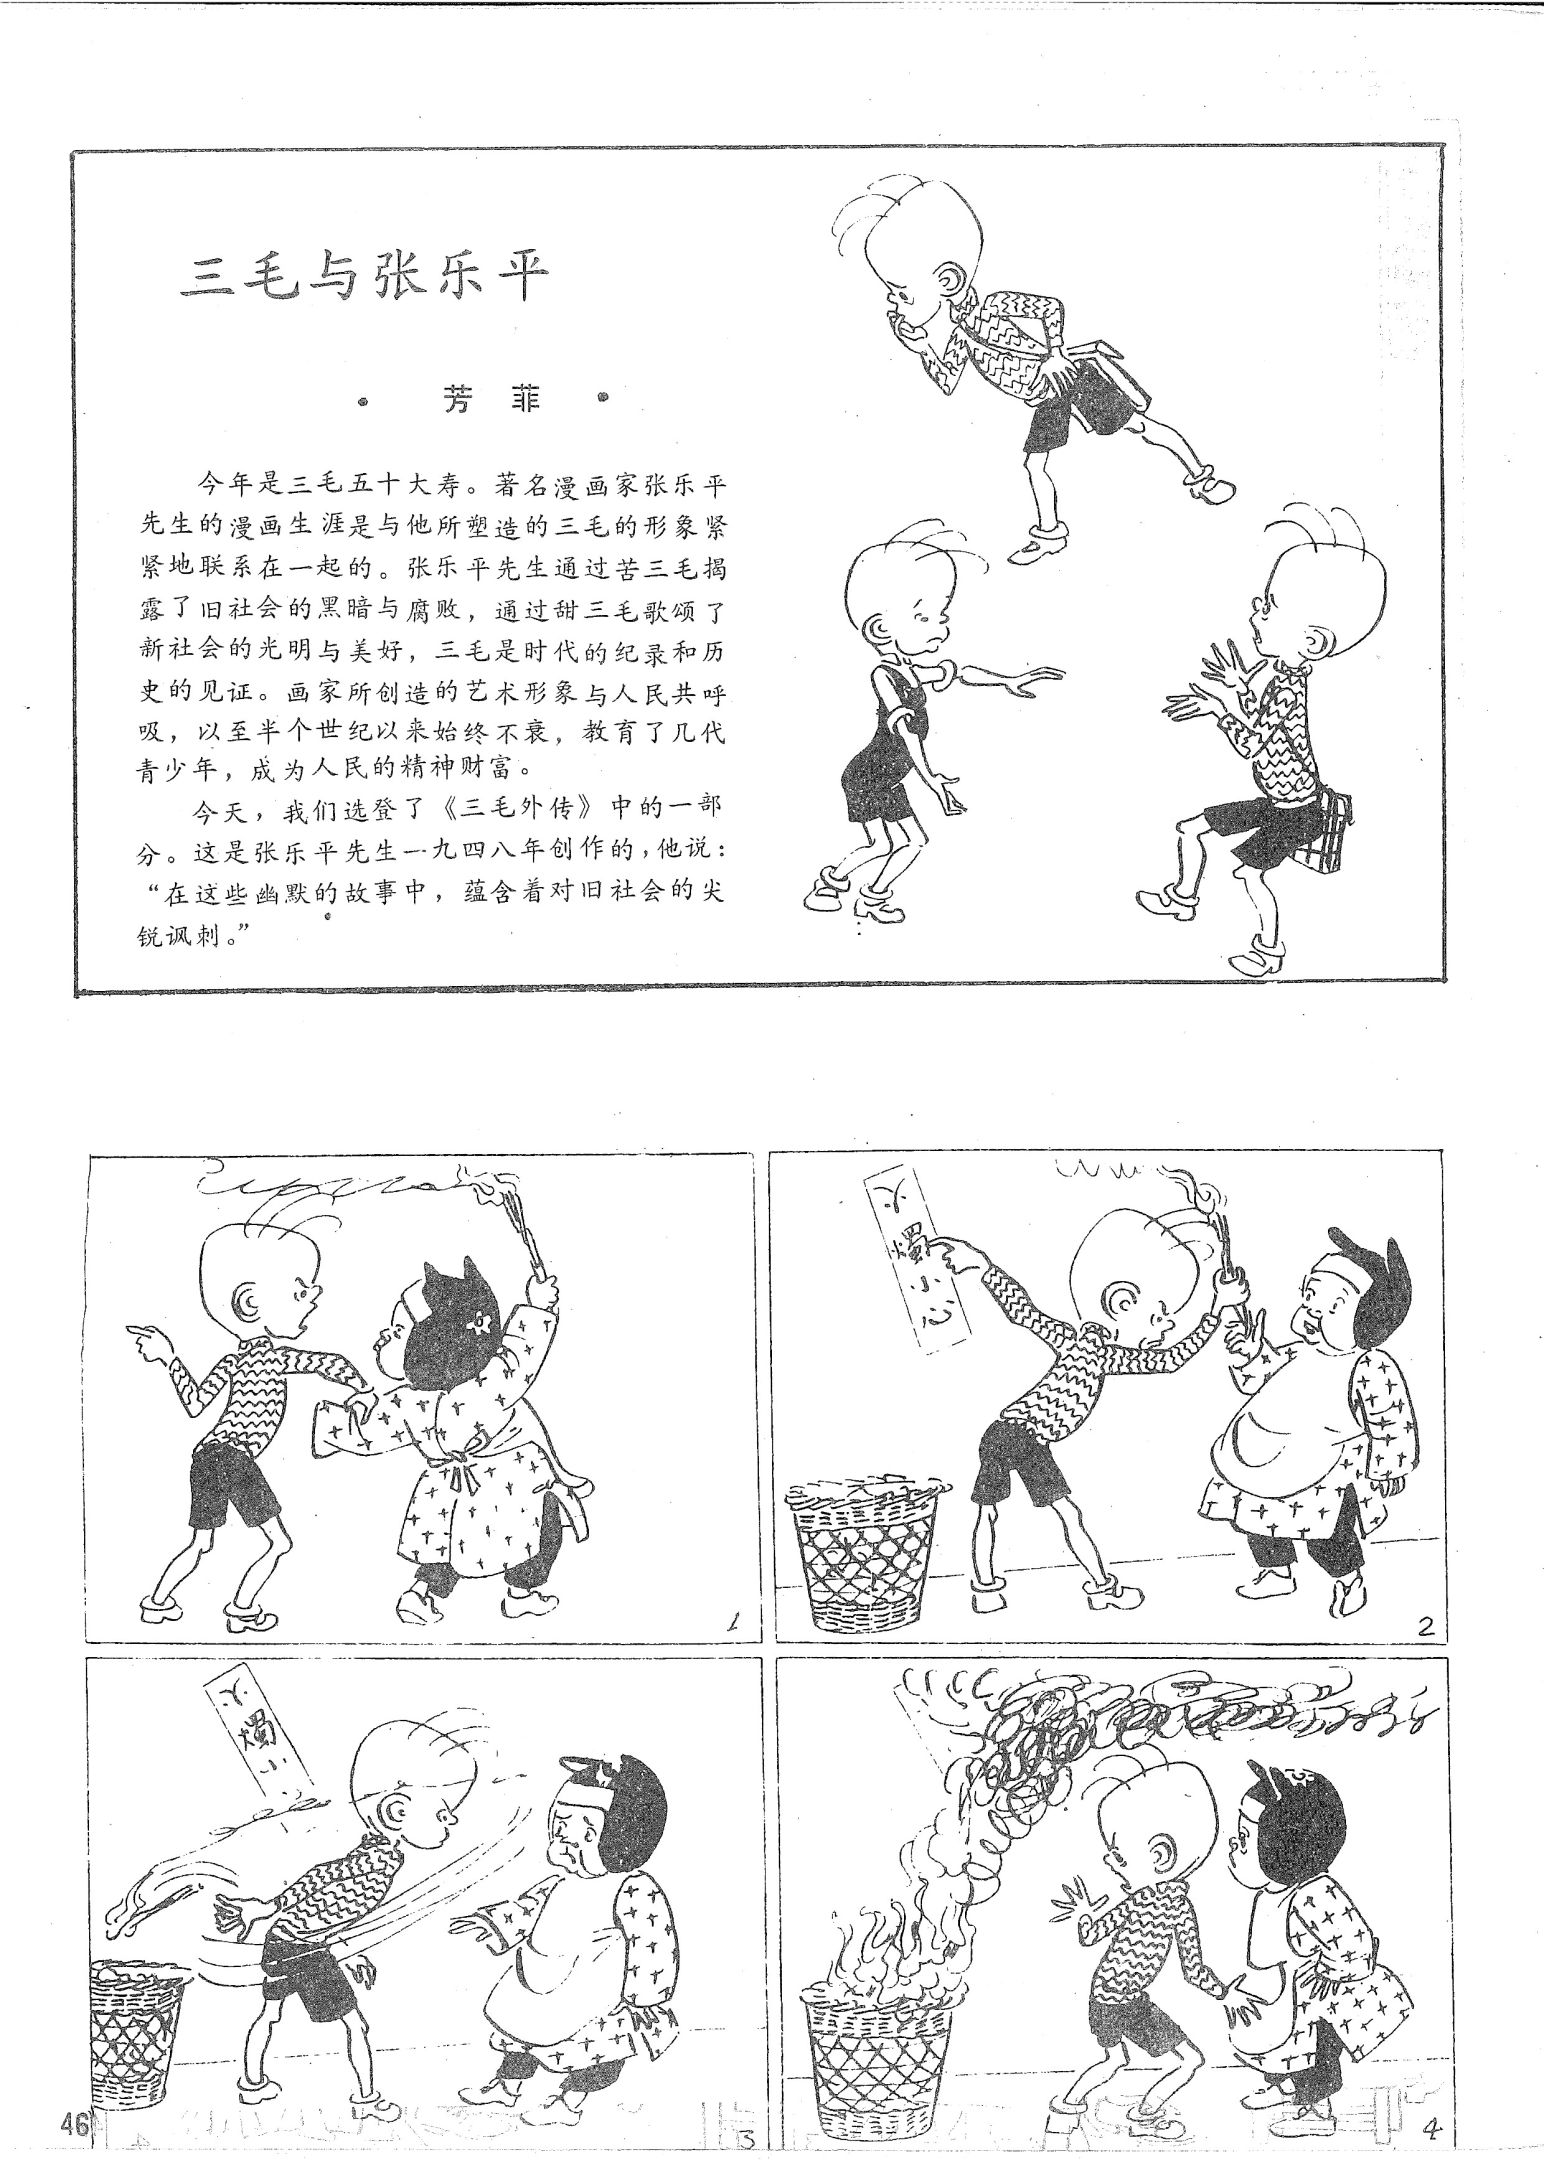 三毛与张乐平
· 芳 菲 ·
今年是三毛五十大寿。著名漫画家张乐平
先生的漫画生涯是与他所塑造的三毛的形象紧
紧地联系在一起的。张乐平先生通过苦三毛揭
露了旧社会的黑暗与腐败，通过甜三毛歌颂了
新社会的光明与美好，三毛是时代的纪录和历
史的见证。画家所创造的艺术形象与人民共呼
吸，以至半个世纪以来始终不衰，教育了几代
青少年，成为人民的精神财富。
今天，我们选登了《三毛外传》中的一部
分。这是张乐平先生一九四八年创作的，他说：
“在这些幽默的故事中，蕴含着对旧社会的尖
锐讽刺。”
1
火燭小心
2
火燭小
3
4
46